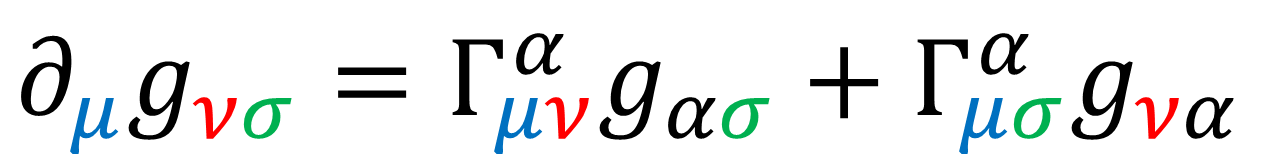 ∂_μ g_νσ = Γ^α_μν g_ασ + Γ^α_μσ g_να